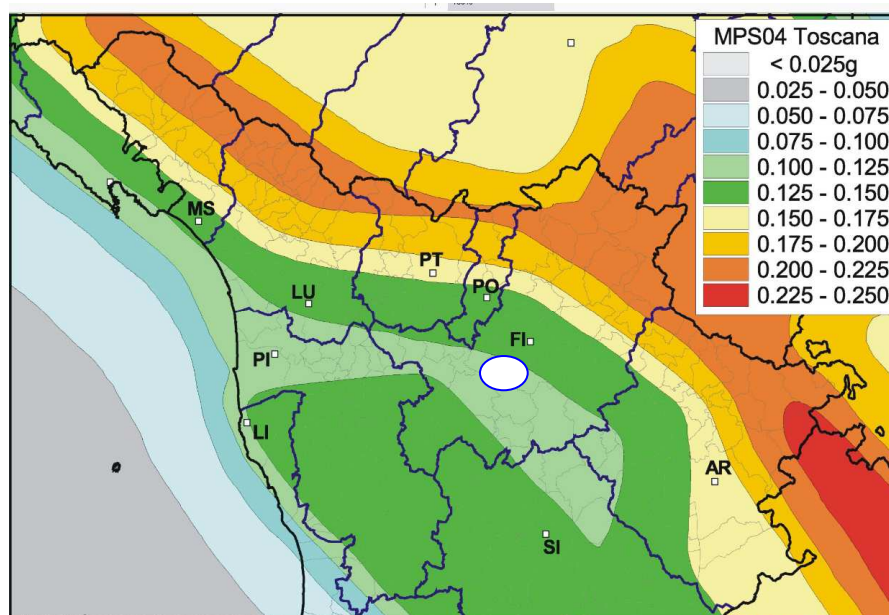 MPS04 Toscana
< 0.025g
0.025 - 0.050
0.050 - 0.075
0.075 - 0.100
0.100 - 0.125
0.125 - 0.150
0.150 - 0.175
0.175 - 0.200
0.200 - 0.225
0.225 - 0.250
MS
PT
LU
PO
FI
PI
LI
AR
SI